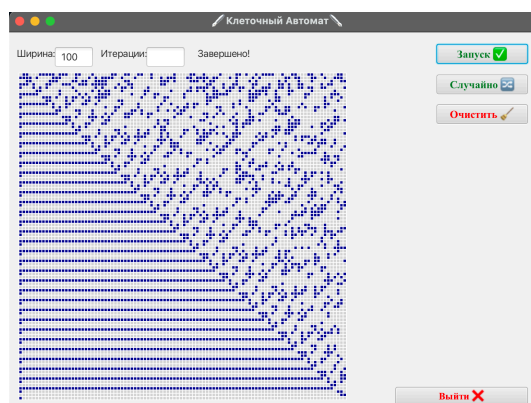 Клеточный Автомат
Ширина: 100 Итерации: Завершено!
Запуск
Случайно
Очистить
Выйти